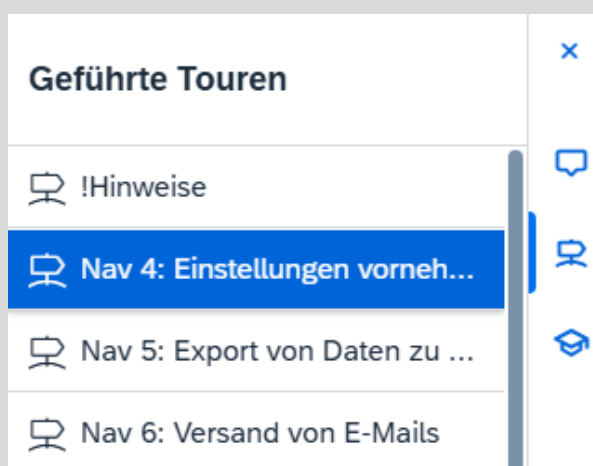 Geführte Touren
!Hinweise
Nav 4: Einstellungen vorneh...
Nav 5: Export von Daten zu ...
Nav 6: Versand von E-Mails